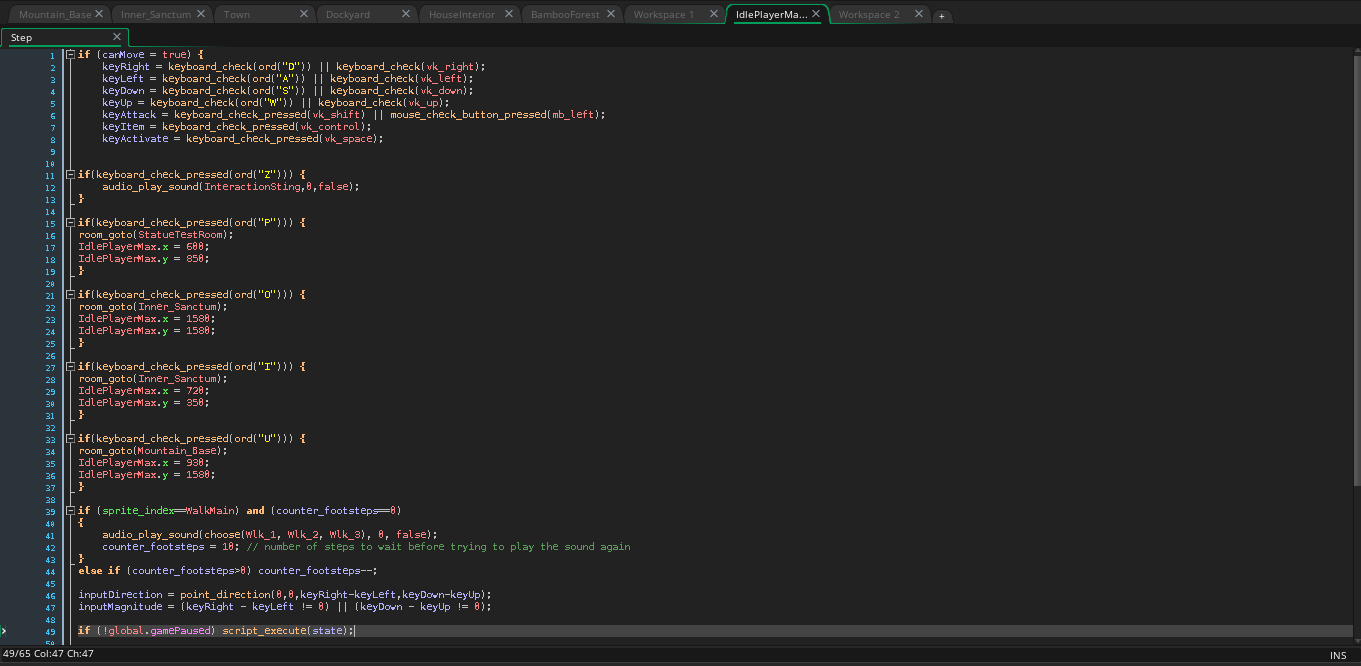 Mountain_Base
Inner_Sanctum
Town
Dockyard
HouseInterior
BambooForest
Workspace 1
IdlePlayerMa...
Workspace 2
+
Step
1 if (canMove = true) {
2 keyRight = keyboard_check(ord("D")) || keyboard_check(vk_right);
3 keyLeft = keyboard_check(ord("A")) || keyboard_check(vk_left);
4 keyDown = keyboard_check(ord("S")) || keyboard_check(vk_down);
5 keyUp = keyboard_check(ord("W")) || keyboard_check(vk_up);
6 keyAttack = keyboard_check_pressed(vk_shift) || mouse_check_button_pressed(mb_left);
7 keyItem = keyboard_check_pressed(vk_control);
8 keyActivate = keyboard_check_pressed(vk_space);
9
10
11 if(keyboard_check_pressed(ord("Z"))) {
12 audio_play_sound(InteractionSting,0,false);
13 }
14
15 if(keyboard_check_pressed(ord("P"))) {
16 room_goto(StatueTestRoom);
17 IdlePlayerMax.x = 600;
18 IdlePlayerMax.y = 850;
19 }
20
21 if(keyboard_check_pressed(ord("O"))) {
22 room_goto(Inner_Sanctum);
23 IdlePlayerMax.x = 1580;
24 IdlePlayerMax.y = 1580;
25 }
26
27 if(keyboard_check_pressed(ord("I"))) {
28 room_goto(Inner_Sanctum);
29 IdlePlayerMax.x = 720;
30 IdlePlayerMax.y = 350;
31 }
32
33 if(keyboard_check_pressed(ord("U"))) {
34 room_goto(Mountain_Base);
35 IdlePlayerMax.x = 930;
36 IdlePlayerMax.y = 1580;
37 }
38
39 if (sprite_index==WalkMain) and (counter_footsteps==0)
40 {
41 audio_play_sound(choose(Wlk_1, Wlk_2, Wlk_3), 0, false);
42 counter_footsteps = 10; // number of steps to wait before trying to play the sound again
43 }
44 else if (counter_footsteps>0) counter_footsteps--;
45
46 inputDirection = point_direction(0,0,keyRight-keyLeft,keyDown-keyUp);
47 inputMagnitude = (keyRight - keyLeft != 0) || (keyDown - keyUp != 0);
48
49 if (!global.gamePaused) script_execute(state);
50
49/65 Col:47 Ch:47
INS